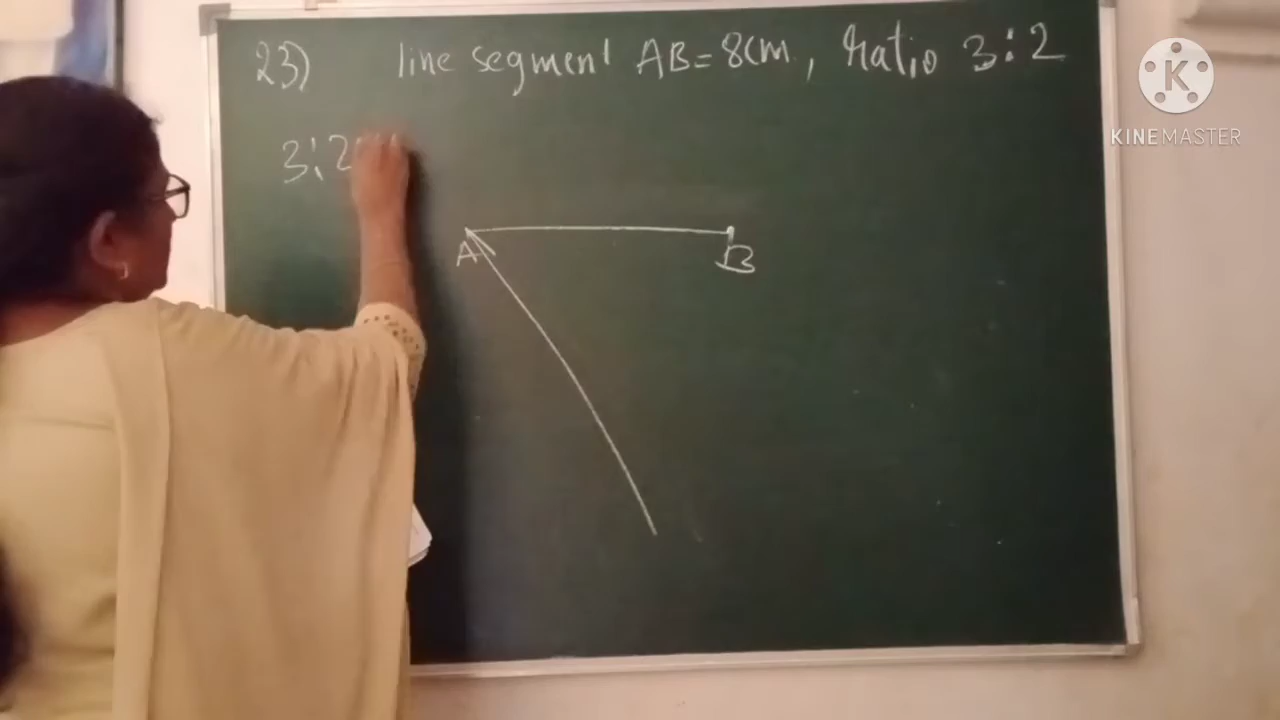 23) line segment AB = 8cm, ratio 3:2
3:2
A
B
K
KINEMASTER